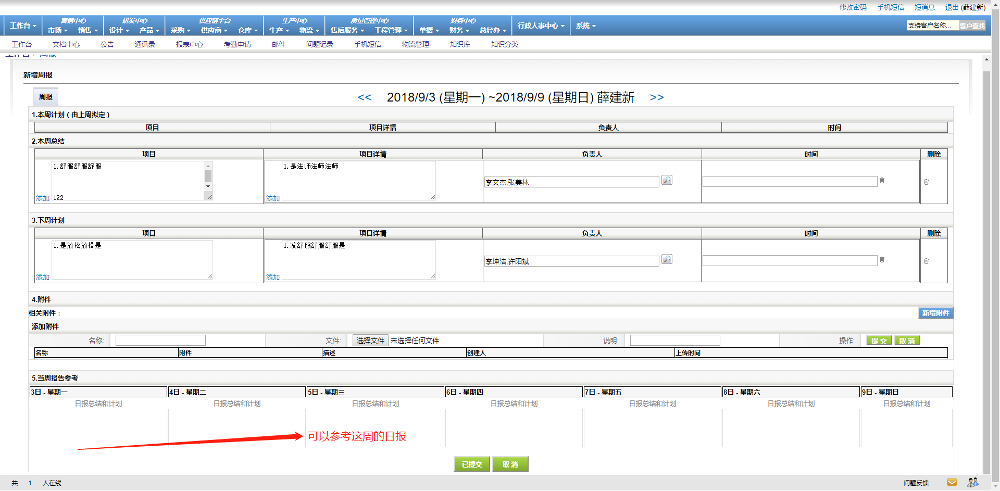 修改密码 手机短信 短消息 退出 (薛建新)
营销中心 研发中心 供应链平台 生产中心 质量管理中心 财务中心
工作台 市场 销售 设计 产品 采购 供应商 仓库 生产 物流 售后服务 工程管理 单据 财务 总经办 行政人事中心 系统 支持客户名称... 客户查找
工作台 文档中心 公告 通讯录 报表中心 考勤申请 邮件 问题记录 手机短信 物流管理 知识库 知识分类
新增周报
周报 << 2018/9/3 (星期一) ~2018/9/9 (星期日) 薛建新 >>
1.本周计划 ( 由上周拟定 )
项目 项目详情 负责人 时间
2.本周总结
项目 项目详情 负责人 时间 删除
1.舒服舒服舒服 1.是法师法师法师
李文杰,张美林
添加 122 添加
3.下周计划
项目 项目详情 负责人 时间 删除
1.是放松放松是 1.发舒服舒服舒服是
李坤浩,许阳斌
添加 添加
4.附件
相关附件： 新增附件
添加附件
名称: 文件: 选择文件 未选择任何文件 说明: 操作: 提 交 取 消
名称 附件 描述 创建人 上传时间
5.当周报告参考
3日 - 星期一 4日 - 星期二 5日 - 星期三 6日 - 星期四 7日 - 星期五 8日 - 星期六 9日 - 星期日
日报总结和计划 日报总结和计划 日报总结和计划 日报总结和计划 日报总结和计划 日报总结和计划 日报总结和计划
可以参考这周的日报
已提交 取 消
共 1 人在线 问题反馈